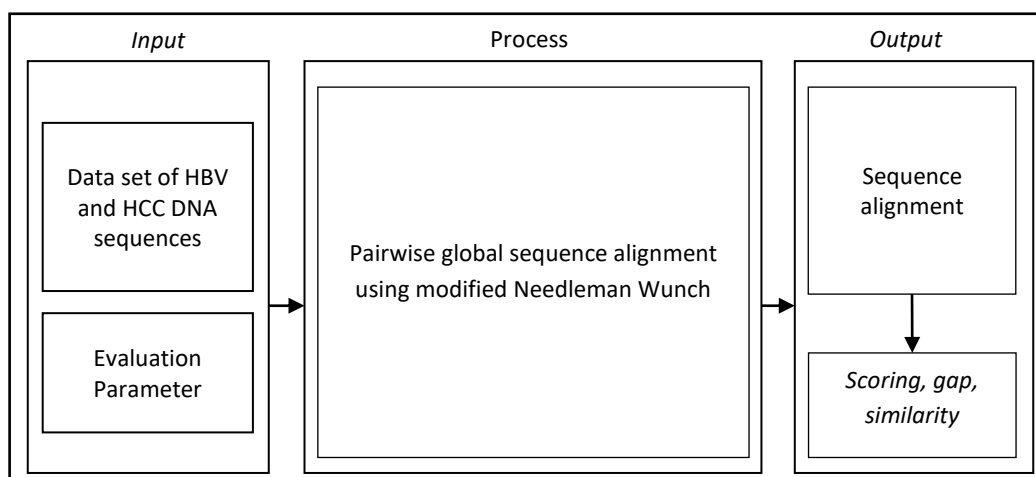 Input
Process
Output
Data set of HBV
and HCC DNA
sequences
Evaluation
Parameter
Pairwise global sequence alignment
using modified Needleman Wunch
Sequence
alignment
Scoring, gap,
similarity